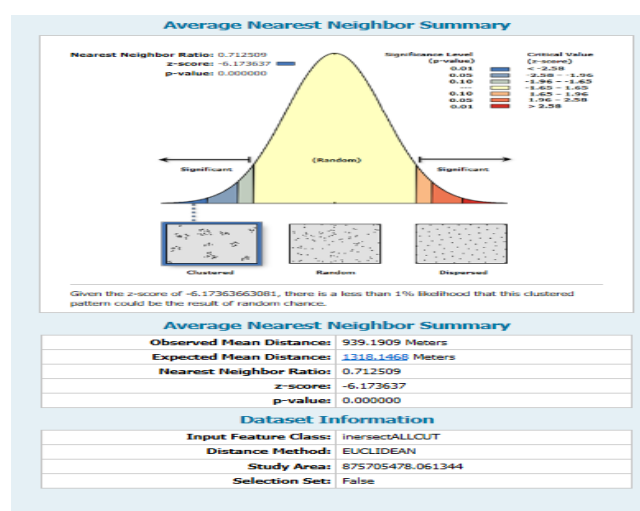 Average Nearest Neighbor Summary
Nearest Neighbor Ratio: 0.712509
z-score: -6.173637
p-value: 0.000000
Significance Level (p-value)
Critical Value (z-score)
0.01 < -2.58
0.05 -2.58 - -1.96
0.10 -1.96 - -1.65
--- -1.65 - 1.65
0.10 1.65 - 1.96
0.05 1.96 - 2.58
0.01 > 2.58
Significant
(Random)
Significant
Clustered
Random
Dispersed
Given the z-score of -6.17363663081, there is a less than 1% likelihood that this clustered
pattern could be the result of random chance.
Average Nearest Neighbor Summary
Observed Mean Distance: 939.1909 Meters
Expected Mean Distance: 1318.1468 Meters
Nearest Neighbor Ratio: 0.712509
z-score: -6.173637
p-value: 0.000000
Dataset Information
Input Feature Class: inersectALLCUT
Distance Method: EUCLIDEAN
Study Area: 875705478.061344
Selection Set: False